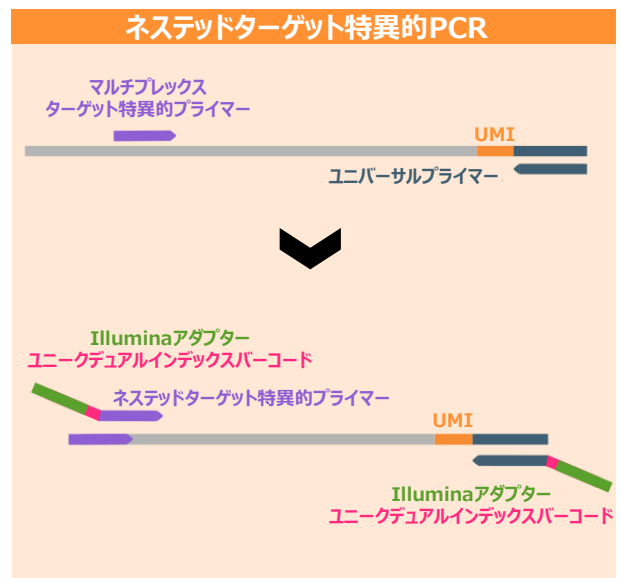 ネステッドターゲット特異的PCR
マルチプレックス
ターゲット特異的プライマー
UMI
ユニバーサルプライマー
Illuminaアダプター
ユニークデュアルインデックスバーコード
ネステッドターゲット特異的プライマー
UMI
Illuminaアダプター
ユニークデュアルインデックスバーコード